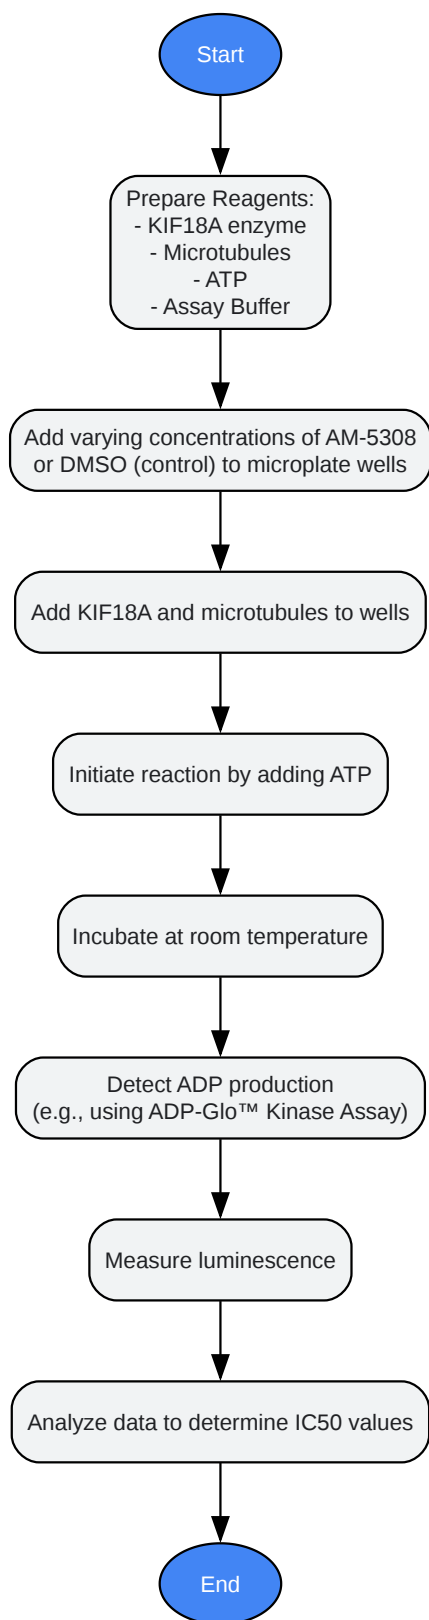 Start
Prepare Reagents:
- KIF18A enzyme
- Microtubules
- ATP
- Assay Buffer
Add varying concentrations of AM-5308
or DMSO (control) to microplate wells
Add KIF18A and microtubules to wells
Initiate reaction by adding ATP
Incubate at room temperature
Detect ADP production
(e.g., using ADP-Glo™ Kinase Assay)
Measure luminescence
Analyze data to determine IC50 values
End